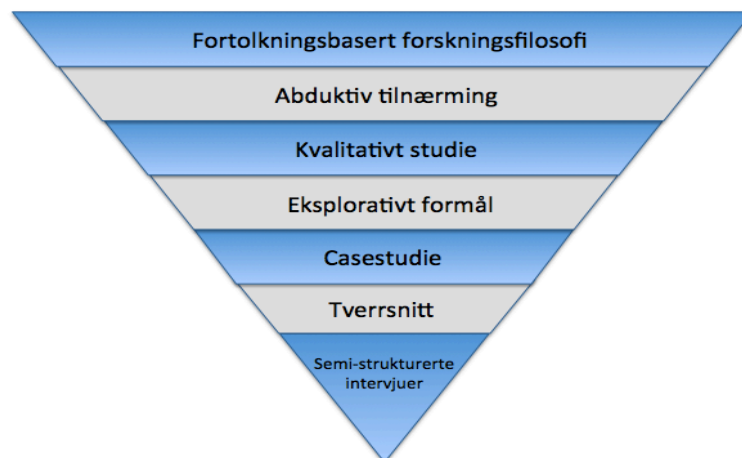 Fortolkningsbasert forskningsfilosofi
Abduktiv tilnærming
Kvalitativt studie
Eksplorativt formål
Casestudie
Tverrsnitt
Semi-strukturerte
intervjuer